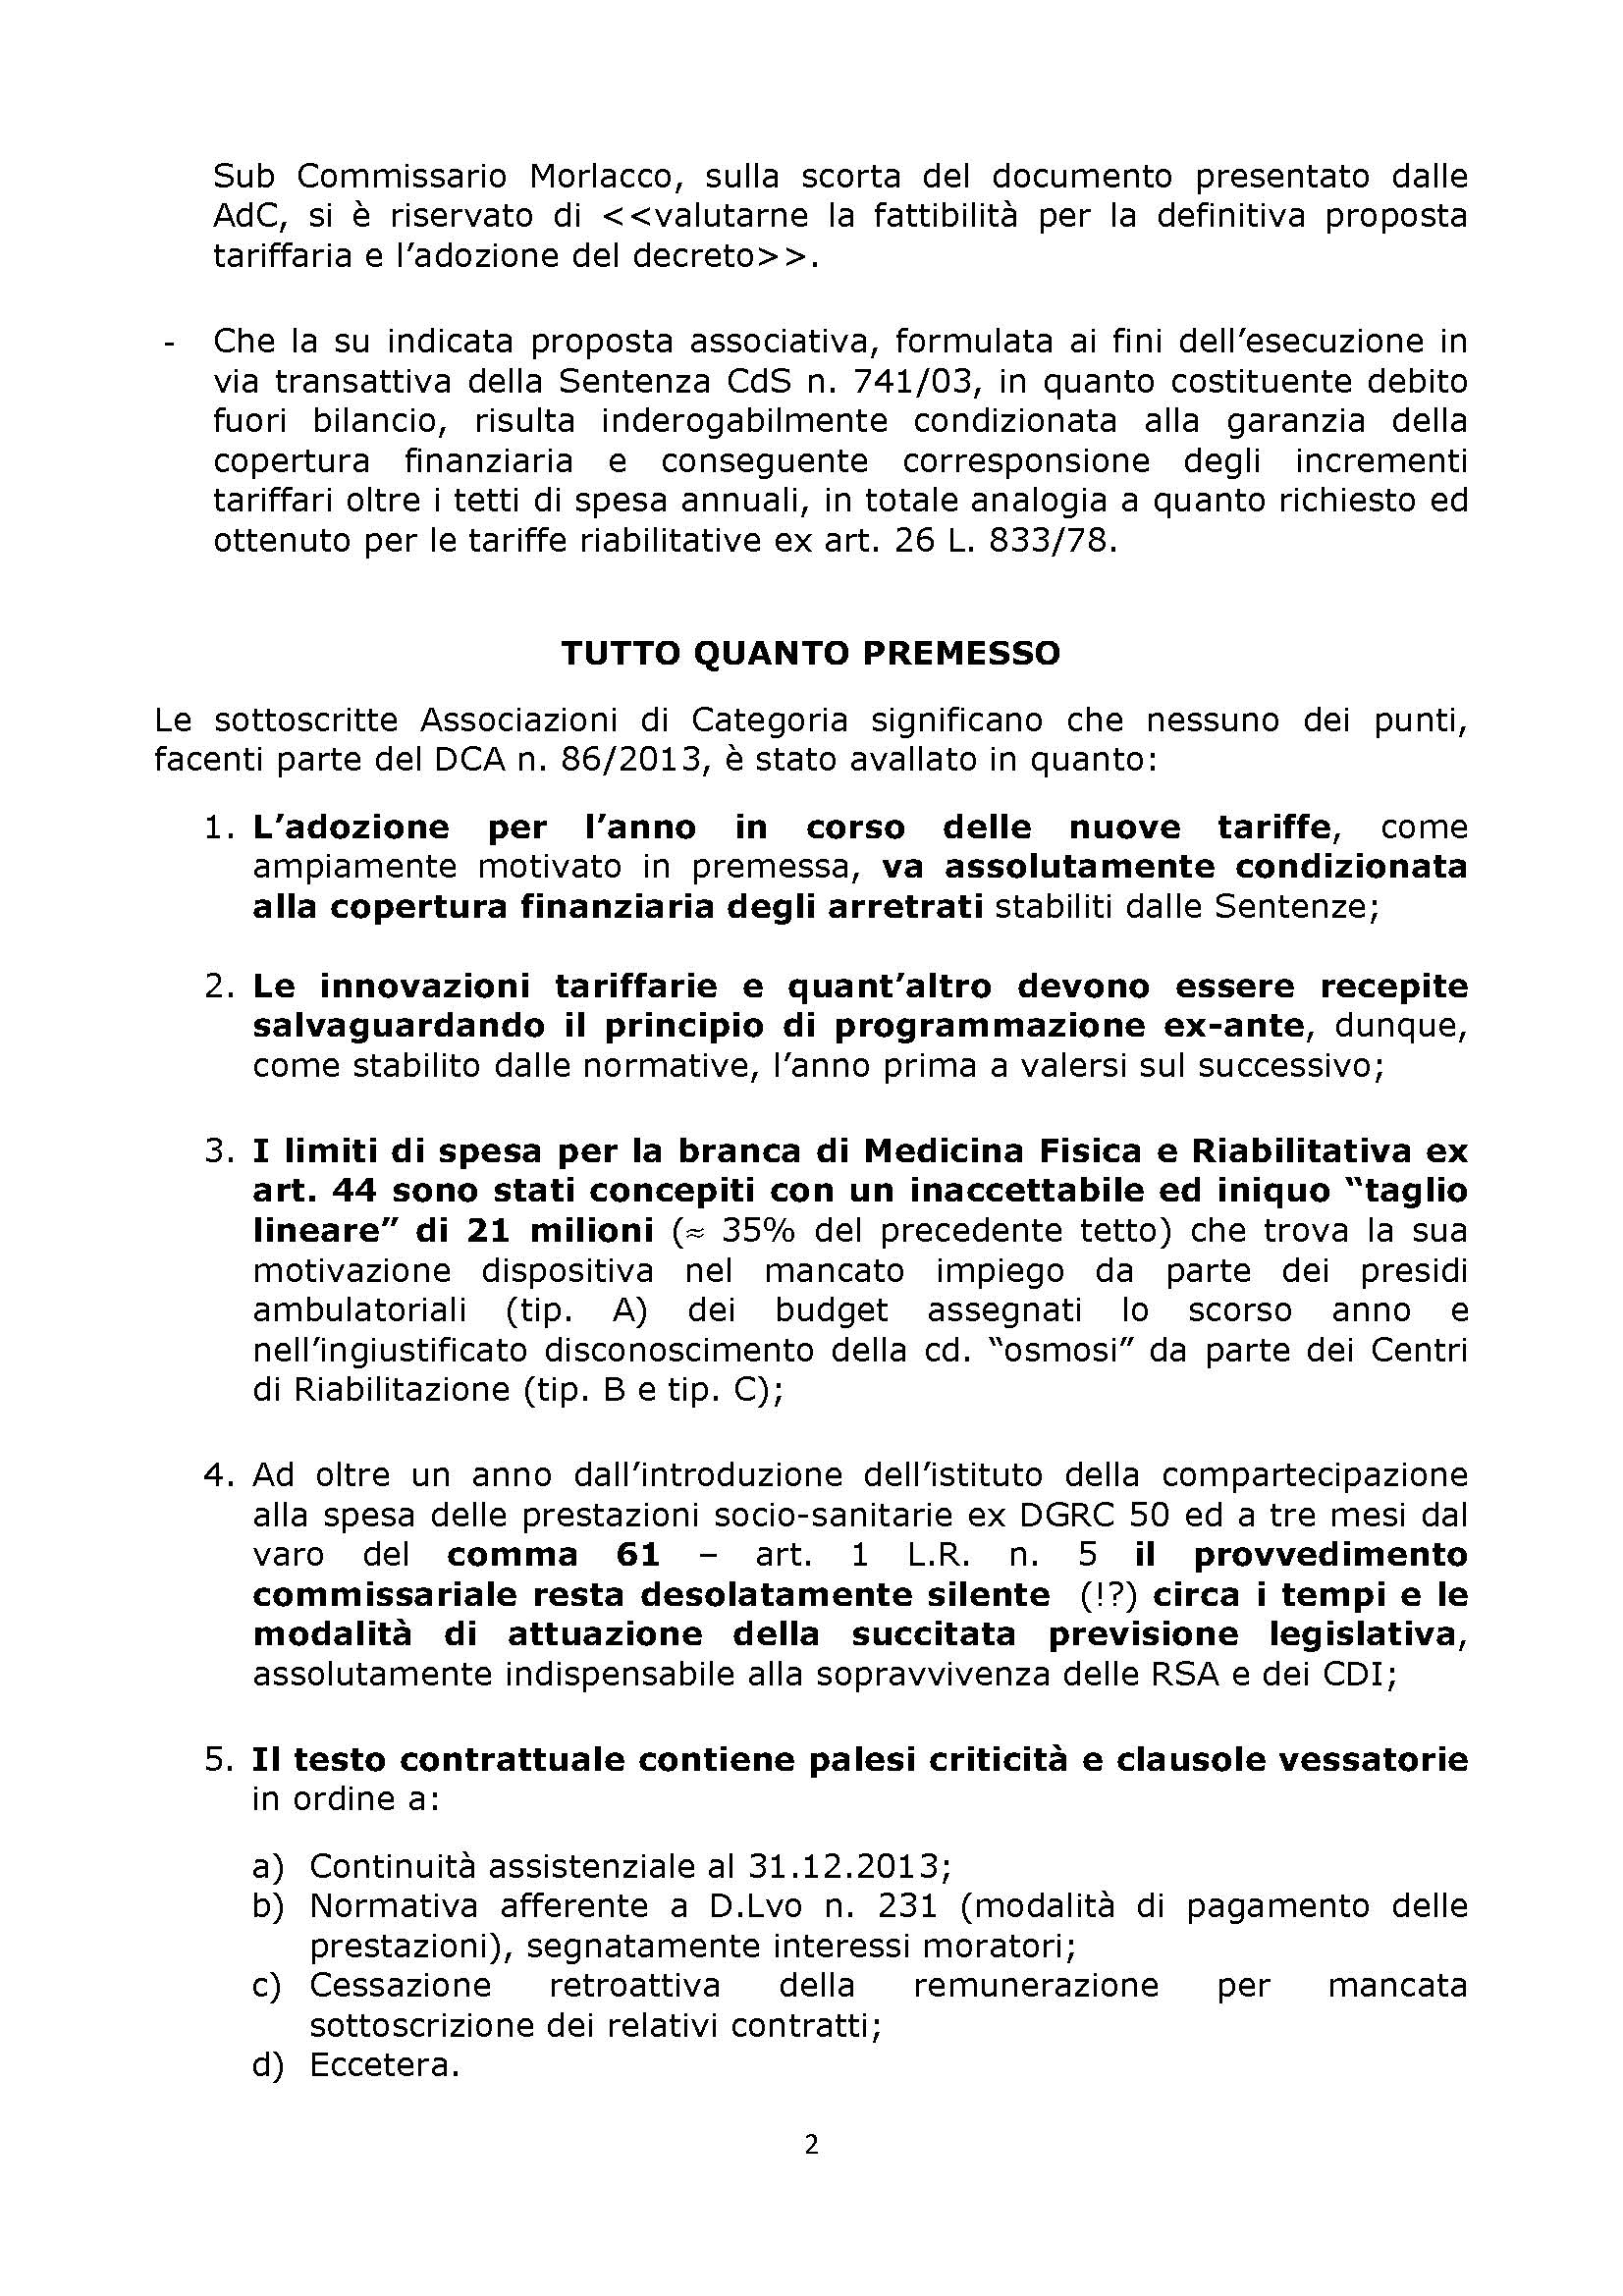 Sub Commissario Morlacco, sulla scorta del documento presentato dalle
AdC, si è riservato di <<valutarne la fattibilità per la definitiva proposta
tariffaria e l'adozione del decreto>>.
- Che la su indicata proposta associativa, formulata ai fini dell'esecuzione in
via transattiva della Sentenza CdS n. 741/03, in quanto costituente debito
fuori bilancio, risulta inderogabilmente condizionata alla garanzia della
copertura finanziaria e conseguente corresponsione degli incrementi
tariffari oltre i tetti di spesa annuali, in totale analogia a quanto richiesto ed
ottenuto per le tariffe riabilitative ex art. 26 L. 833/78.
TUTTO QUANTO PREMESSO
Le sottoscritte Associazioni di Categoria significano che nessuno dei punti,
facenti parte del DCA n. 86/2013, è stato avallato in quanto:
1. L'adozione per l'anno in corso delle nuove tariffe, come
ampiamente motivato in premessa, va assolutamente condizionata
alla copertura finanziaria degli arretrati stabiliti dalle Sentenze;
2. Le innovazioni tariffarie e quant'altro devono essere recepite
salvaguardando il principio di programmazione ex-ante, dunque,
come stabilito dalle normative, l'anno prima a valersi sul successivo;
3. I limiti di spesa per la branca di Medicina Fisica e Riabilitativa ex
art. 44 sono stati concepiti con un inaccettabile ed iniquo "taglio
lineare" di 21 milioni (≈ 35% del precedente tetto) che trova la sua
motivazione dispositiva nel mancato impiego da parte dei presidi
ambulatoriali (tip. A) dei budget assegnati lo scorso anno e
nell'ingiustificato disconoscimento della cd. "osmosi" da parte dei Centri
di Riabilitazione (tip. B e tip. C);
4. Ad oltre un anno dall'introduzione dell'istituto della compartecipazione
alla spesa delle prestazioni socio-sanitarie ex DGRC 50 ed a tre mesi dal
varo del comma 61 – art. 1 L.R. n. 5 il provvedimento
commissariale resta desolatamente silente (!?) circa i tempi e le
modalità di attuazione della succitata previsione legislativa,
assolutamente indispensabile alla sopravvivenza delle RSA e dei CDI;
5. Il testo contrattuale contiene palesi criticità e clausole vessatorie
in ordine a:
a) Continuità assistenziale al 31.12.2013;
b) Normativa afferente a D.Lvo n. 231 (modalità di pagamento delle
prestazioni), segnatamente interessi moratori;
c) Cessazione retroattiva della remunerazione per mancata
sottoscrizione dei relativi contratti;
d) Eccetera.
2